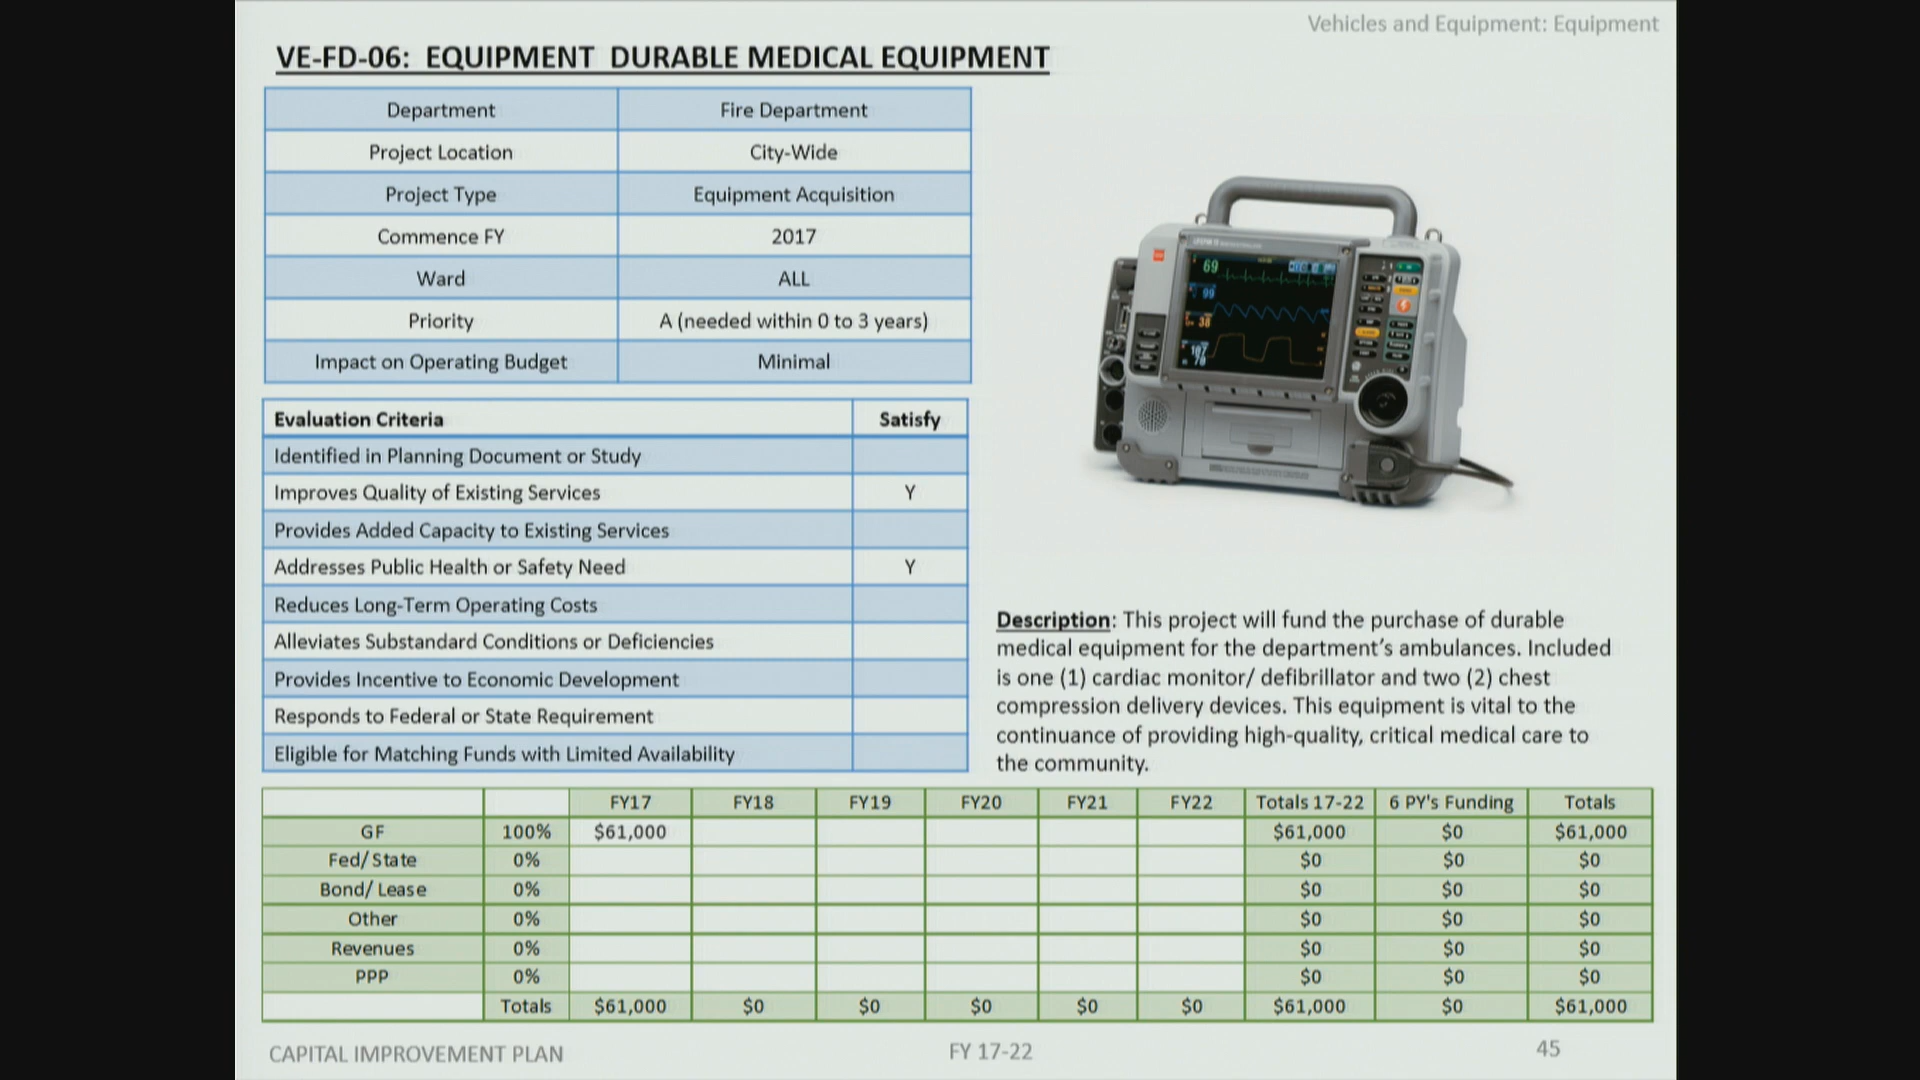 Vehicles and Equipment: Equipment
VE-FD-06: EQUIPMENT DURABLE MEDICAL EQUIPMENT
Department Fire Department
Project Location City-Wide
Project Type Equipment Acquisition
Commence FY 2017
Ward ALL
Priority A (needed within 0 to 3 years)
Impact on Operating Budget Minimal
Evaluation Criteria Satisfy
Identified in Planning Document or Study
Improves Quality of Existing Services Y
Provides Added Capacity to Existing Services
Addresses Public Health or Safety Need Y
Reduces Long-Term Operating Costs
Alleviates Substandard Conditions or Deficiencies
Provides Incentive to Economic Development
Responds to Federal or State Requirement
Eligible for Matching Funds with Limited Availability
69
99
38
Description: This project will fund the purchase of durable
medical equipment for the department's ambulances. Included
is one (1) cardiac monitor/ defibrillator and two (2) chest
compression delivery devices. This equipment is vital to the
continuance of providing high-quality, critical medical care to
the community.
FY17 FY18 FY19 FY20 FY21 FY22 Totals 17-22 6 PY's Funding Totals
GF 100% $61,000 $61,000 $0 $61,000
Fed/ State 0% $0 $0 $0
Bond/ Lease 0% $0 $0 $0
Other 0% $0 $0 $0
Revenues 0% $0 $0 $0
PPP 0% $0 $0 $0
Totals $61,000 $0 $0 $0 $0 $0 $61,000 $0 $61,000
CAPITAL IMPROVEMENT PLAN FY 17-22 45